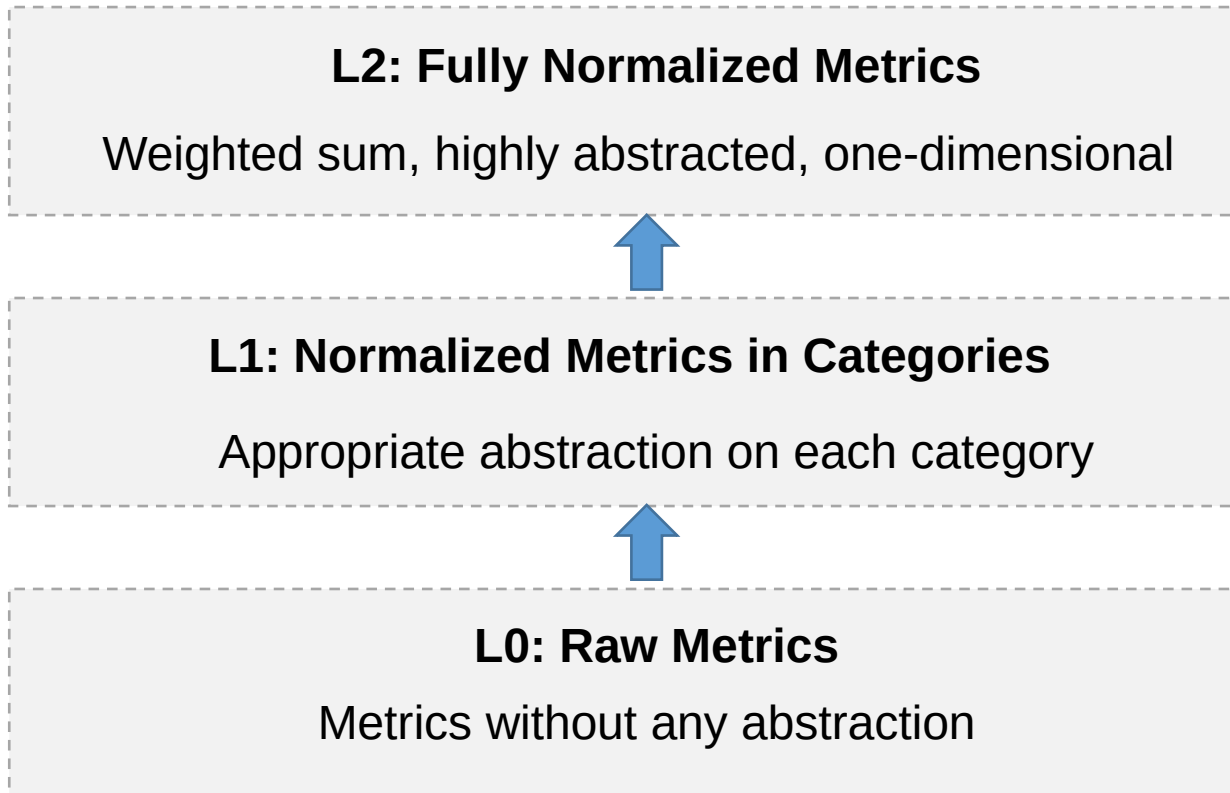 L2: Fully Normalized Metrics
Weighted sum, highly abstracted, one-dimensional
L1: Normalized Metrics in Categories
Appropriate abstraction on each category
L0: Raw Metrics
Metrics without any abstraction